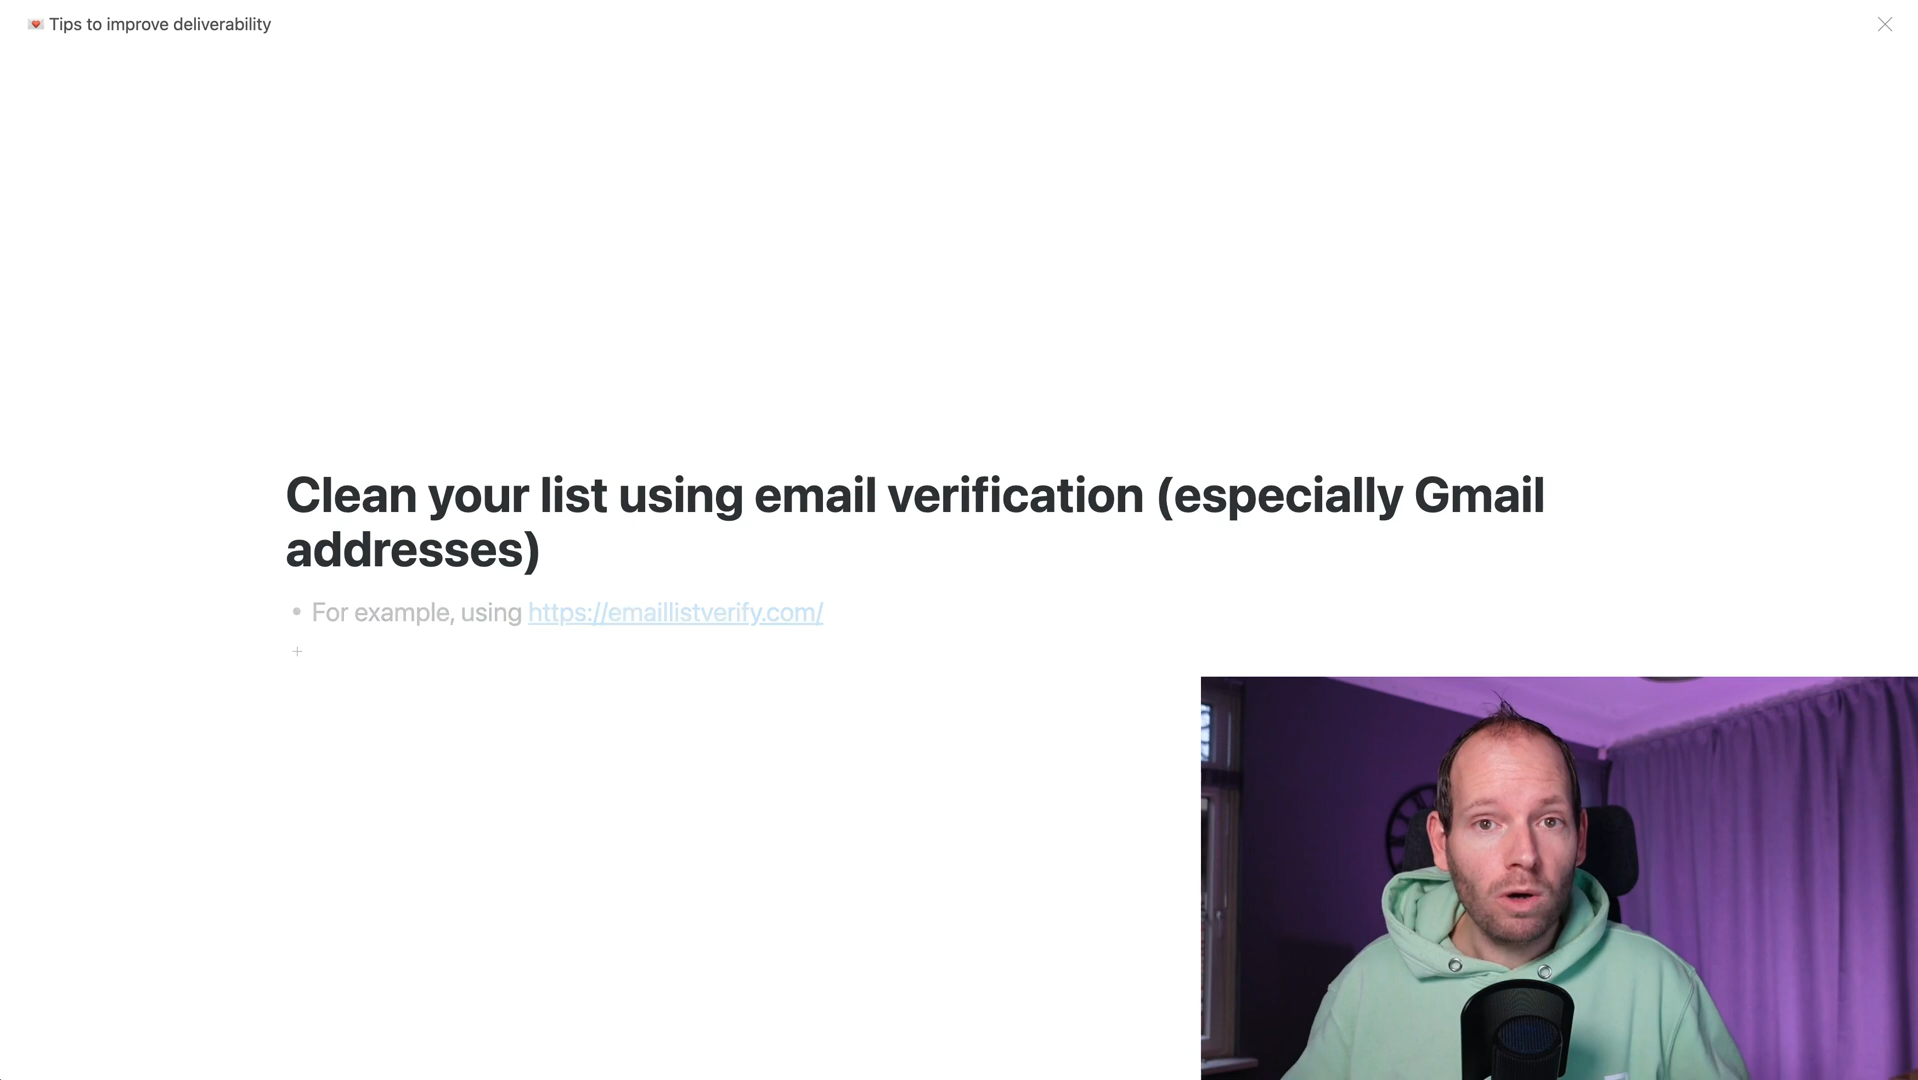 Tips to improve deliverability
Clean your list using email verification (especially Gmail
addresses)
• For example, using https://emaillistverify.com/